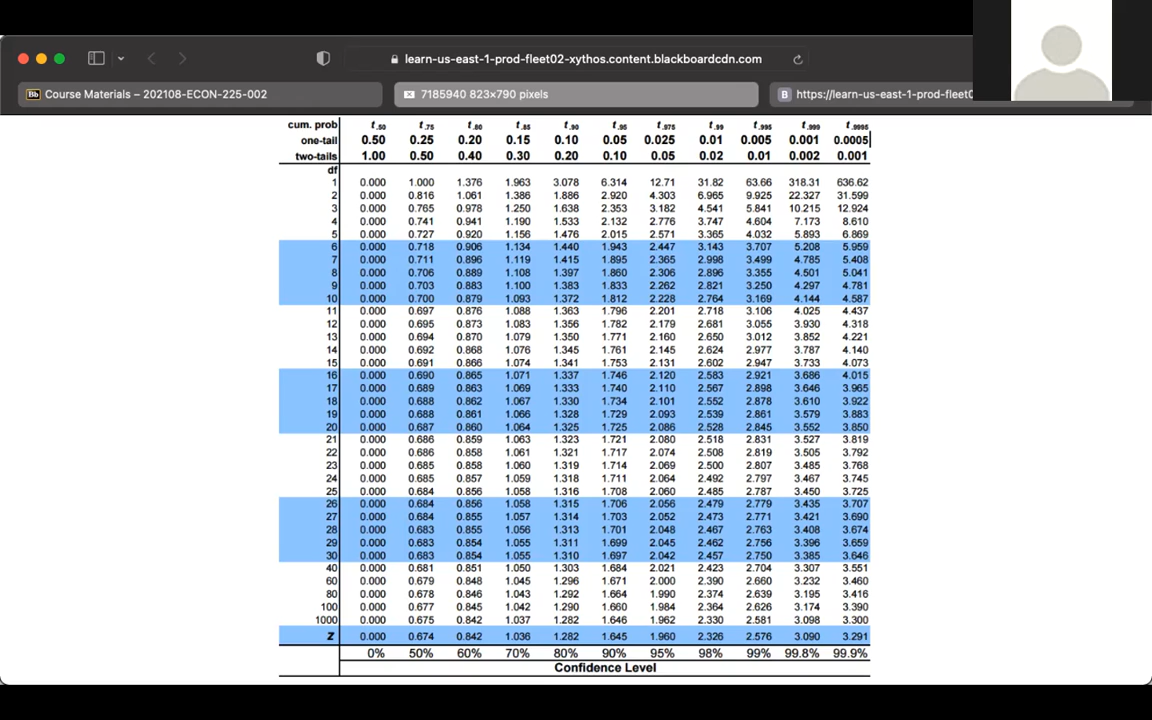 learn-us-east-1-prod-fleet02-xythos.content.blackboardcdn.com
Bb Course Materials – 202108-ECON-225-002
7185940 823×790 pixels
B https://learn-us-east-1-prod-fleet0
cum. prob t.50 t.75 t.80 t.85 t.90 t.95 t.975 t.99 t.995 t.999 t.9995
one-tail 0.50 0.25 0.20 0.15 0.10 0.05 0.025 0.01 0.005 0.001 0.0005
two-tails 1.00 0.50 0.40 0.30 0.20 0.10 0.05 0.02 0.01 0.002 0.001
df
1 0.000 1.000 1.376 1.963 3.078 6.314 12.71 31.82 63.66 318.31 636.62
2 0.000 0.816 1.061 1.386 1.886 2.920 4.303 6.965 9.925 22.327 31.599
3 0.000 0.765 0.978 1.250 1.638 2.353 3.182 4.541 5.841 10.215 12.924
4 0.000 0.741 0.941 1.190 1.533 2.132 2.776 3.747 4.604 7.173 8.610
5 0.000 0.727 0.920 1.156 1.476 2.015 2.571 3.365 4.032 5.893 6.869
6 0.000 0.718 0.906 1.134 1.440 1.943 2.447 3.143 3.707 5.208 5.959
7 0.000 0.711 0.896 1.119 1.415 1.895 2.365 2.998 3.499 4.785 5.408
8 0.000 0.706 0.889 1.108 1.397 1.860 2.306 2.896 3.355 4.501 5.041
9 0.000 0.703 0.883 1.100 1.383 1.833 2.262 2.821 3.250 4.297 4.781
10 0.000 0.700 0.879 1.093 1.372 1.812 2.228 2.764 3.169 4.144 4.587
11 0.000 0.697 0.876 1.088 1.363 1.796 2.201 2.718 3.106 4.025 4.437
12 0.000 0.695 0.873 1.083 1.356 1.782 2.179 2.681 3.055 3.930 4.318
13 0.000 0.694 0.870 1.079 1.350 1.771 2.160 2.650 3.012 3.852 4.221
14 0.000 0.692 0.868 1.076 1.345 1.761 2.145 2.624 2.977 3.787 4.140
15 0.000 0.691 0.866 1.074 1.341 1.753 2.131 2.602 2.947 3.733 4.073
16 0.000 0.690 0.865 1.071 1.337 1.746 2.120 2.583 2.921 3.686 4.015
17 0.000 0.689 0.863 1.069 1.333 1.740 2.110 2.567 2.898 3.646 3.965
18 0.000 0.688 0.862 1.067 1.330 1.734 2.101 2.552 2.878 3.610 3.922
19 0.000 0.688 0.861 1.066 1.328 1.729 2.093 2.539 2.861 3.579 3.883
20 0.000 0.687 0.860 1.064 1.325 1.725 2.086 2.528 2.845 3.552 3.850
21 0.000 0.686 0.859 1.063 1.323 1.721 2.080 2.518 2.831 3.527 3.819
22 0.000 0.686 0.858 1.061 1.321 1.717 2.074 2.508 2.819 3.505 3.792
23 0.000 0.685 0.858 1.060 1.319 1.714 2.069 2.500 2.807 3.485 3.768
24 0.000 0.685 0.857 1.059 1.318 1.711 2.064 2.492 2.797 3.467 3.745
25 0.000 0.684 0.856 1.058 1.316 1.708 2.060 2.485 2.787 3.450 3.725
26 0.000 0.684 0.856 1.058 1.315 1.706 2.056 2.479 2.779 3.435 3.707
27 0.000 0.684 0.855 1.057 1.314 1.703 2.052 2.473 2.771 3.421 3.690
28 0.000 0.683 0.855 1.056 1.313 1.701 2.048 2.467 2.763 3.408 3.674
29 0.000 0.683 0.854 1.055 1.311 1.699 2.045 2.462 2.756 3.396 3.659
30 0.000 0.683 0.854 1.055 1.310 1.697 2.042 2.457 2.750 3.385 3.646
40 0.000 0.681 0.851 1.050 1.303 1.684 2.021 2.423 2.704 3.307 3.551
60 0.000 0.679 0.848 1.045 1.296 1.671 2.000 2.390 2.660 3.232 3.460
80 0.000 0.678 0.846 1.043 1.292 1.664 1.990 2.374 2.639 3.195 3.416
100 0.000 0.677 0.845 1.042 1.290 1.660 1.984 2.364 2.626 3.174 3.390
1000 0.000 0.675 0.842 1.037 1.282 1.646 1.962 2.330 2.581 3.098 3.300
Z 0.000 0.674 0.842 1.036 1.282 1.645 1.960 2.326 2.576 3.090 3.291
0% 50% 60% 70% 80% 90% 95% 98% 99% 99.8% 99.9%
Confidence Level